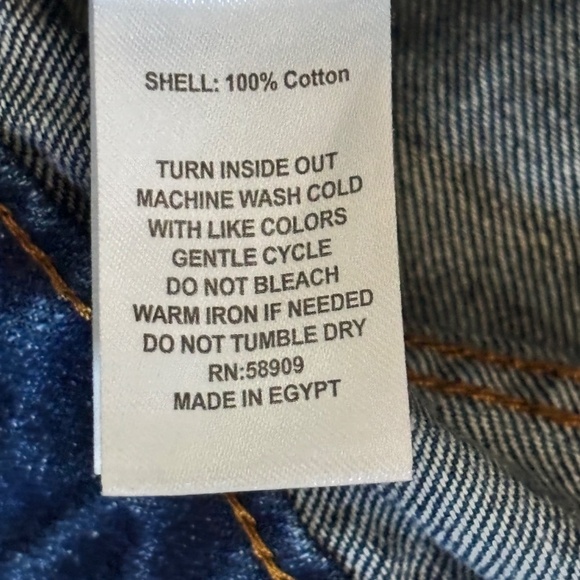 SHELL: 100% Cotton
TURN INSIDE OUT
MACHINE WASH COLD
WITH LIKE COLORS
GENTLE CYCLE
DO NOT BLEACH
WARM IRON IF NEEDED
DO NOT TUMBLE DRY
RN:58909
MADE IN EGYPT